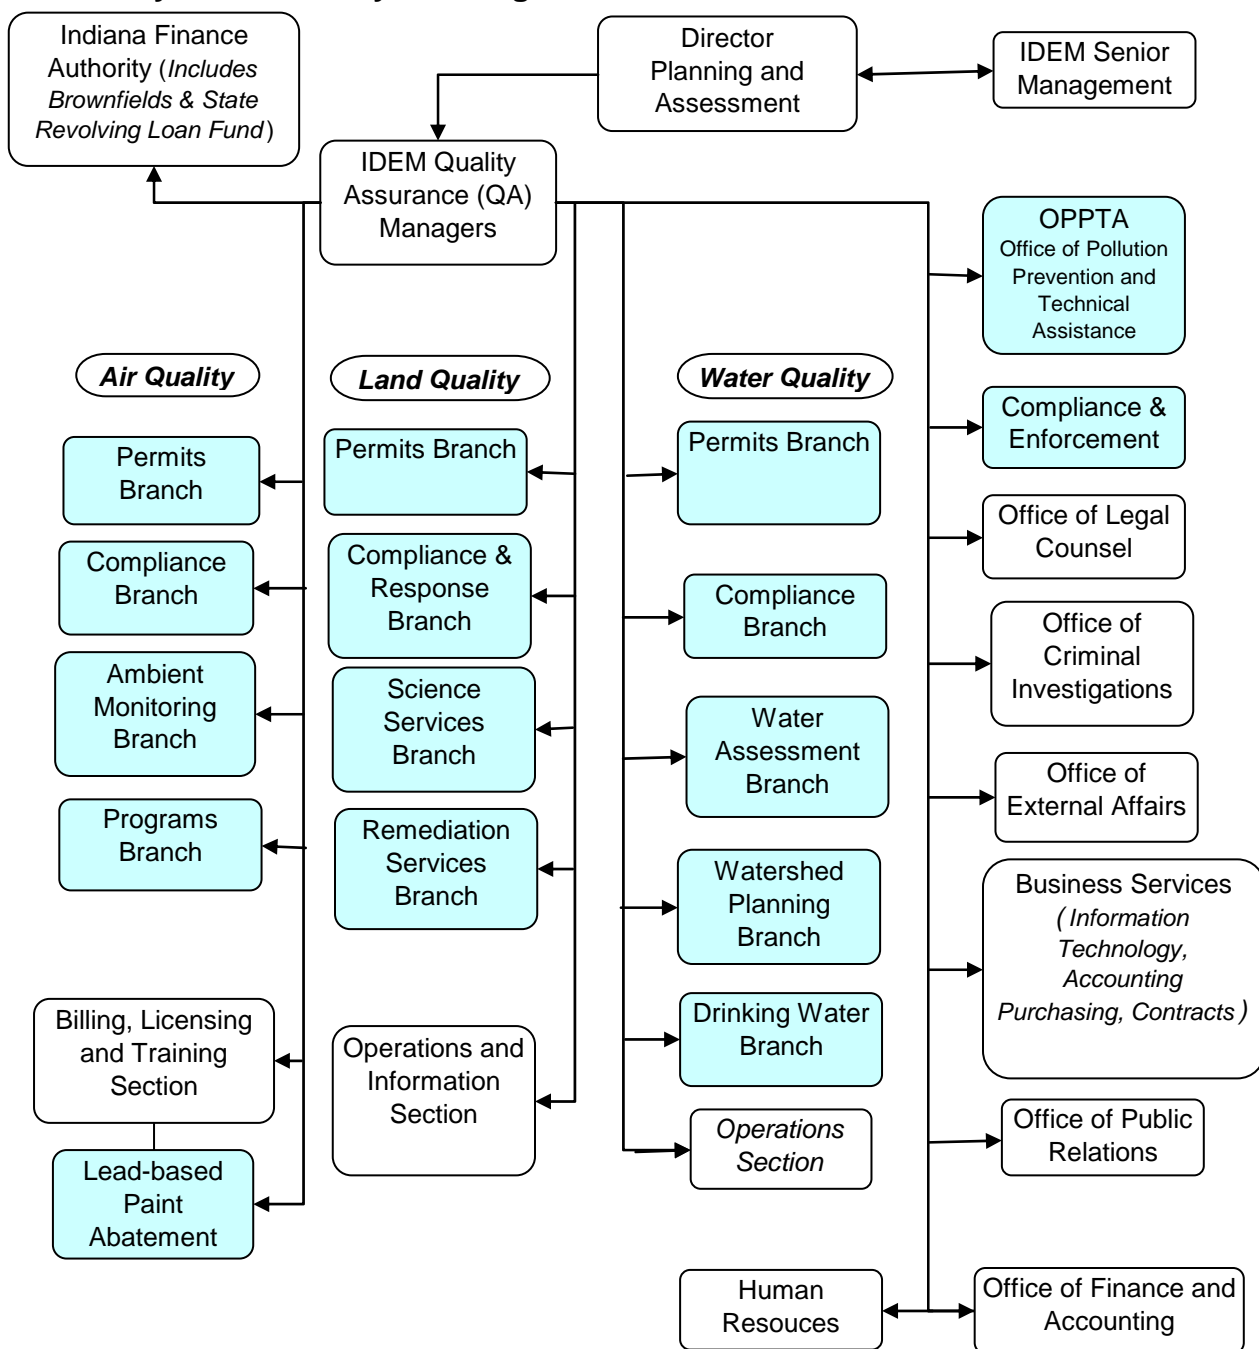 Indiana Finance
Authority (Includes
Brownfields & State
Revolving Loan Fund)
Director
Planning and
Assessment
IDEM Senior
Management
IDEM Quality
Assurance (QA)
Managers
OPPTA
Office of Pollution
Prevention and
Technical
Assistance
Air Quality
Land Quality
Water Quality
Permits
Branch
Compliance
Branch
Ambient
Monitoring
Branch
Programs
Branch
Billing, Licensing
and Training
Section
Lead-based
Paint
Abatement
Permits Branch
Compliance &
Response
Branch
Science
Services
Branch
Remediation
Services
Branch
Operations and
Information
Section
Permits Branch
Compliance
Branch
Water
Assessment
Branch
Watershed
Planning
Branch
Drinking Water
Branch
Operations
Section
Human
Resouces
Compliance &
Enforcement
Office of Legal
Counsel
Office of
Criminal
Investigations
Office of
External Affairs
Business Services
(Information
Technology,
Accounting
Purchasing, Contracts)
Office of Public
Relations
Office of Finance and
Accounting